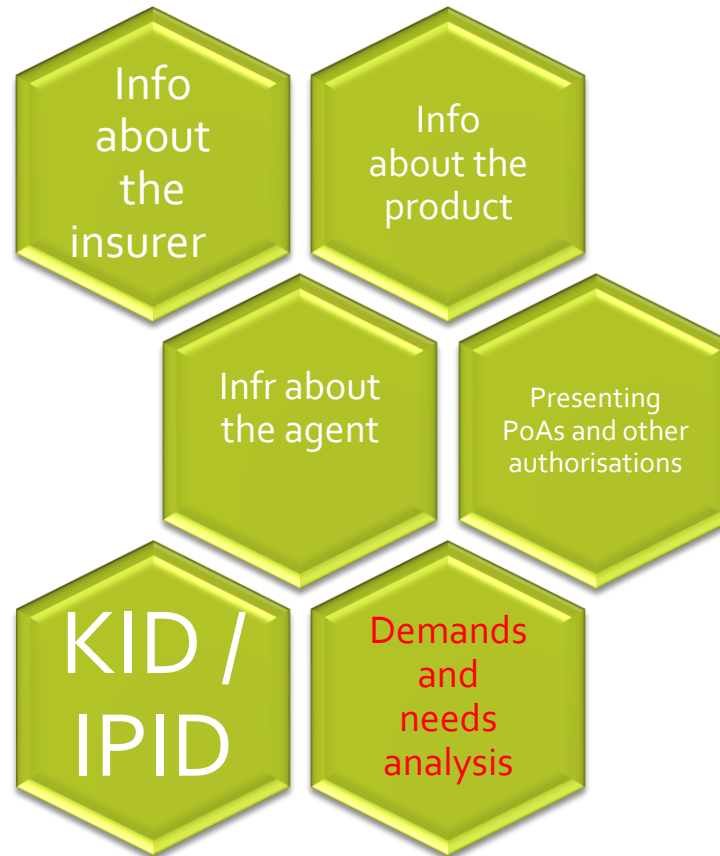 Info
about
the
insurer
Info
about the
product
Infr about
the agent
Presenting
PoAs and other
authorisations
KID /
IPID
Demands
and
needs
analysis